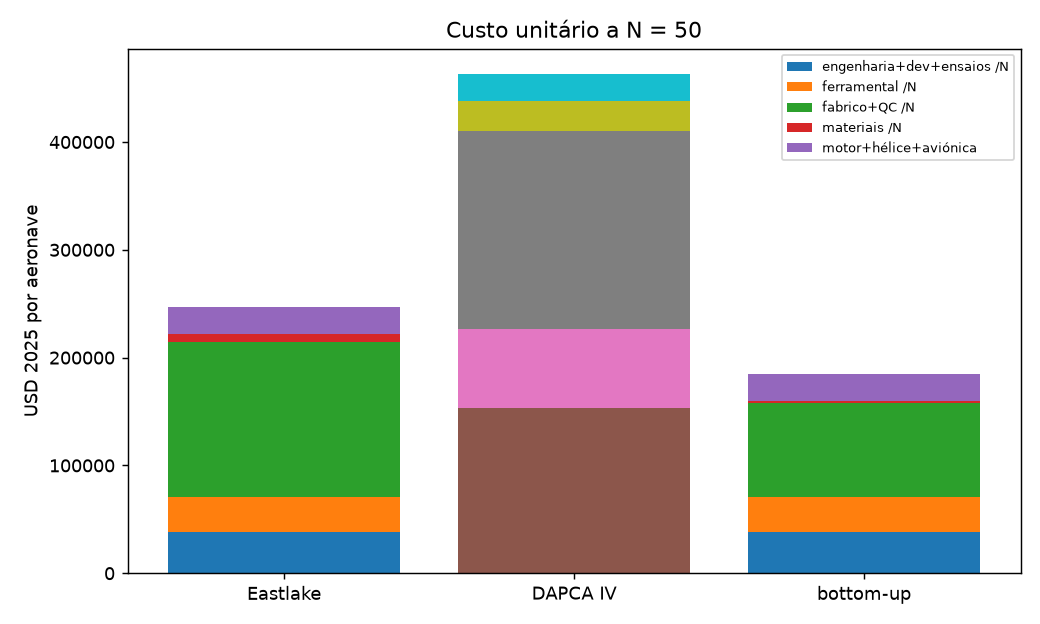 Custo unitário a N = 50
USD 2025 por aeronave
400000
300000
200000
100000
0
engenharia+dev+ensaios /N
ferramental /N
fabrico+QC /N
materiais /N
motor+hélice+aviónica
Eastlake
DAPCA IV
bottom-up